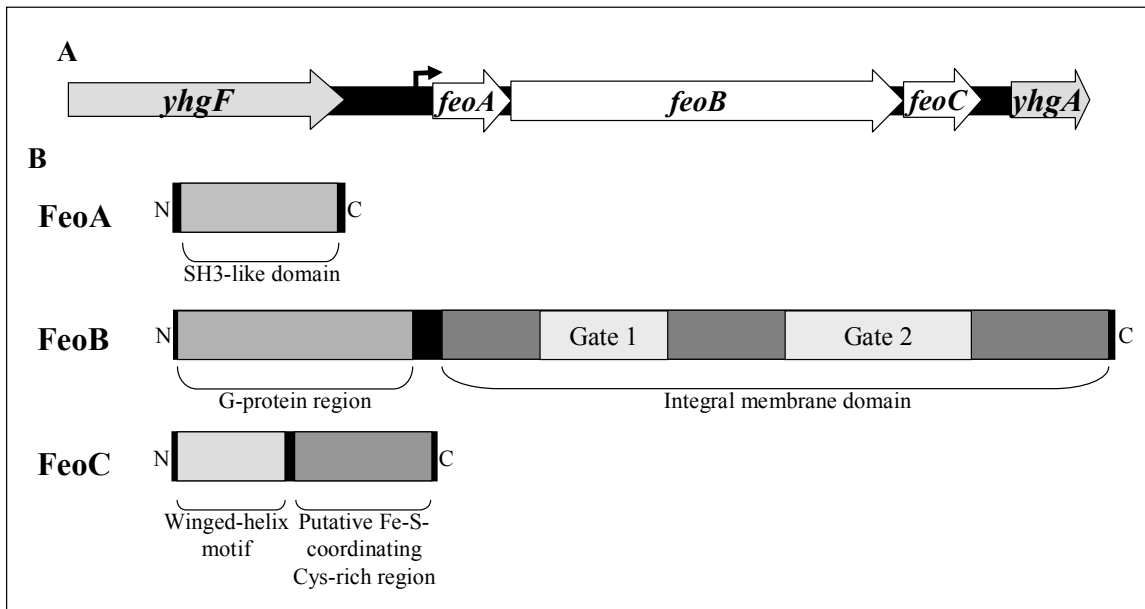 A
yhgF feoA feoB feoC yhgA
B
FeoA N C
SH3-like domain
FeoB N Gate 1 Gate 2 C
G-protein region Integral membrane domain
FeoC N C
Winged-helix motif
Putative Fe-S-coordinating Cys-rich region